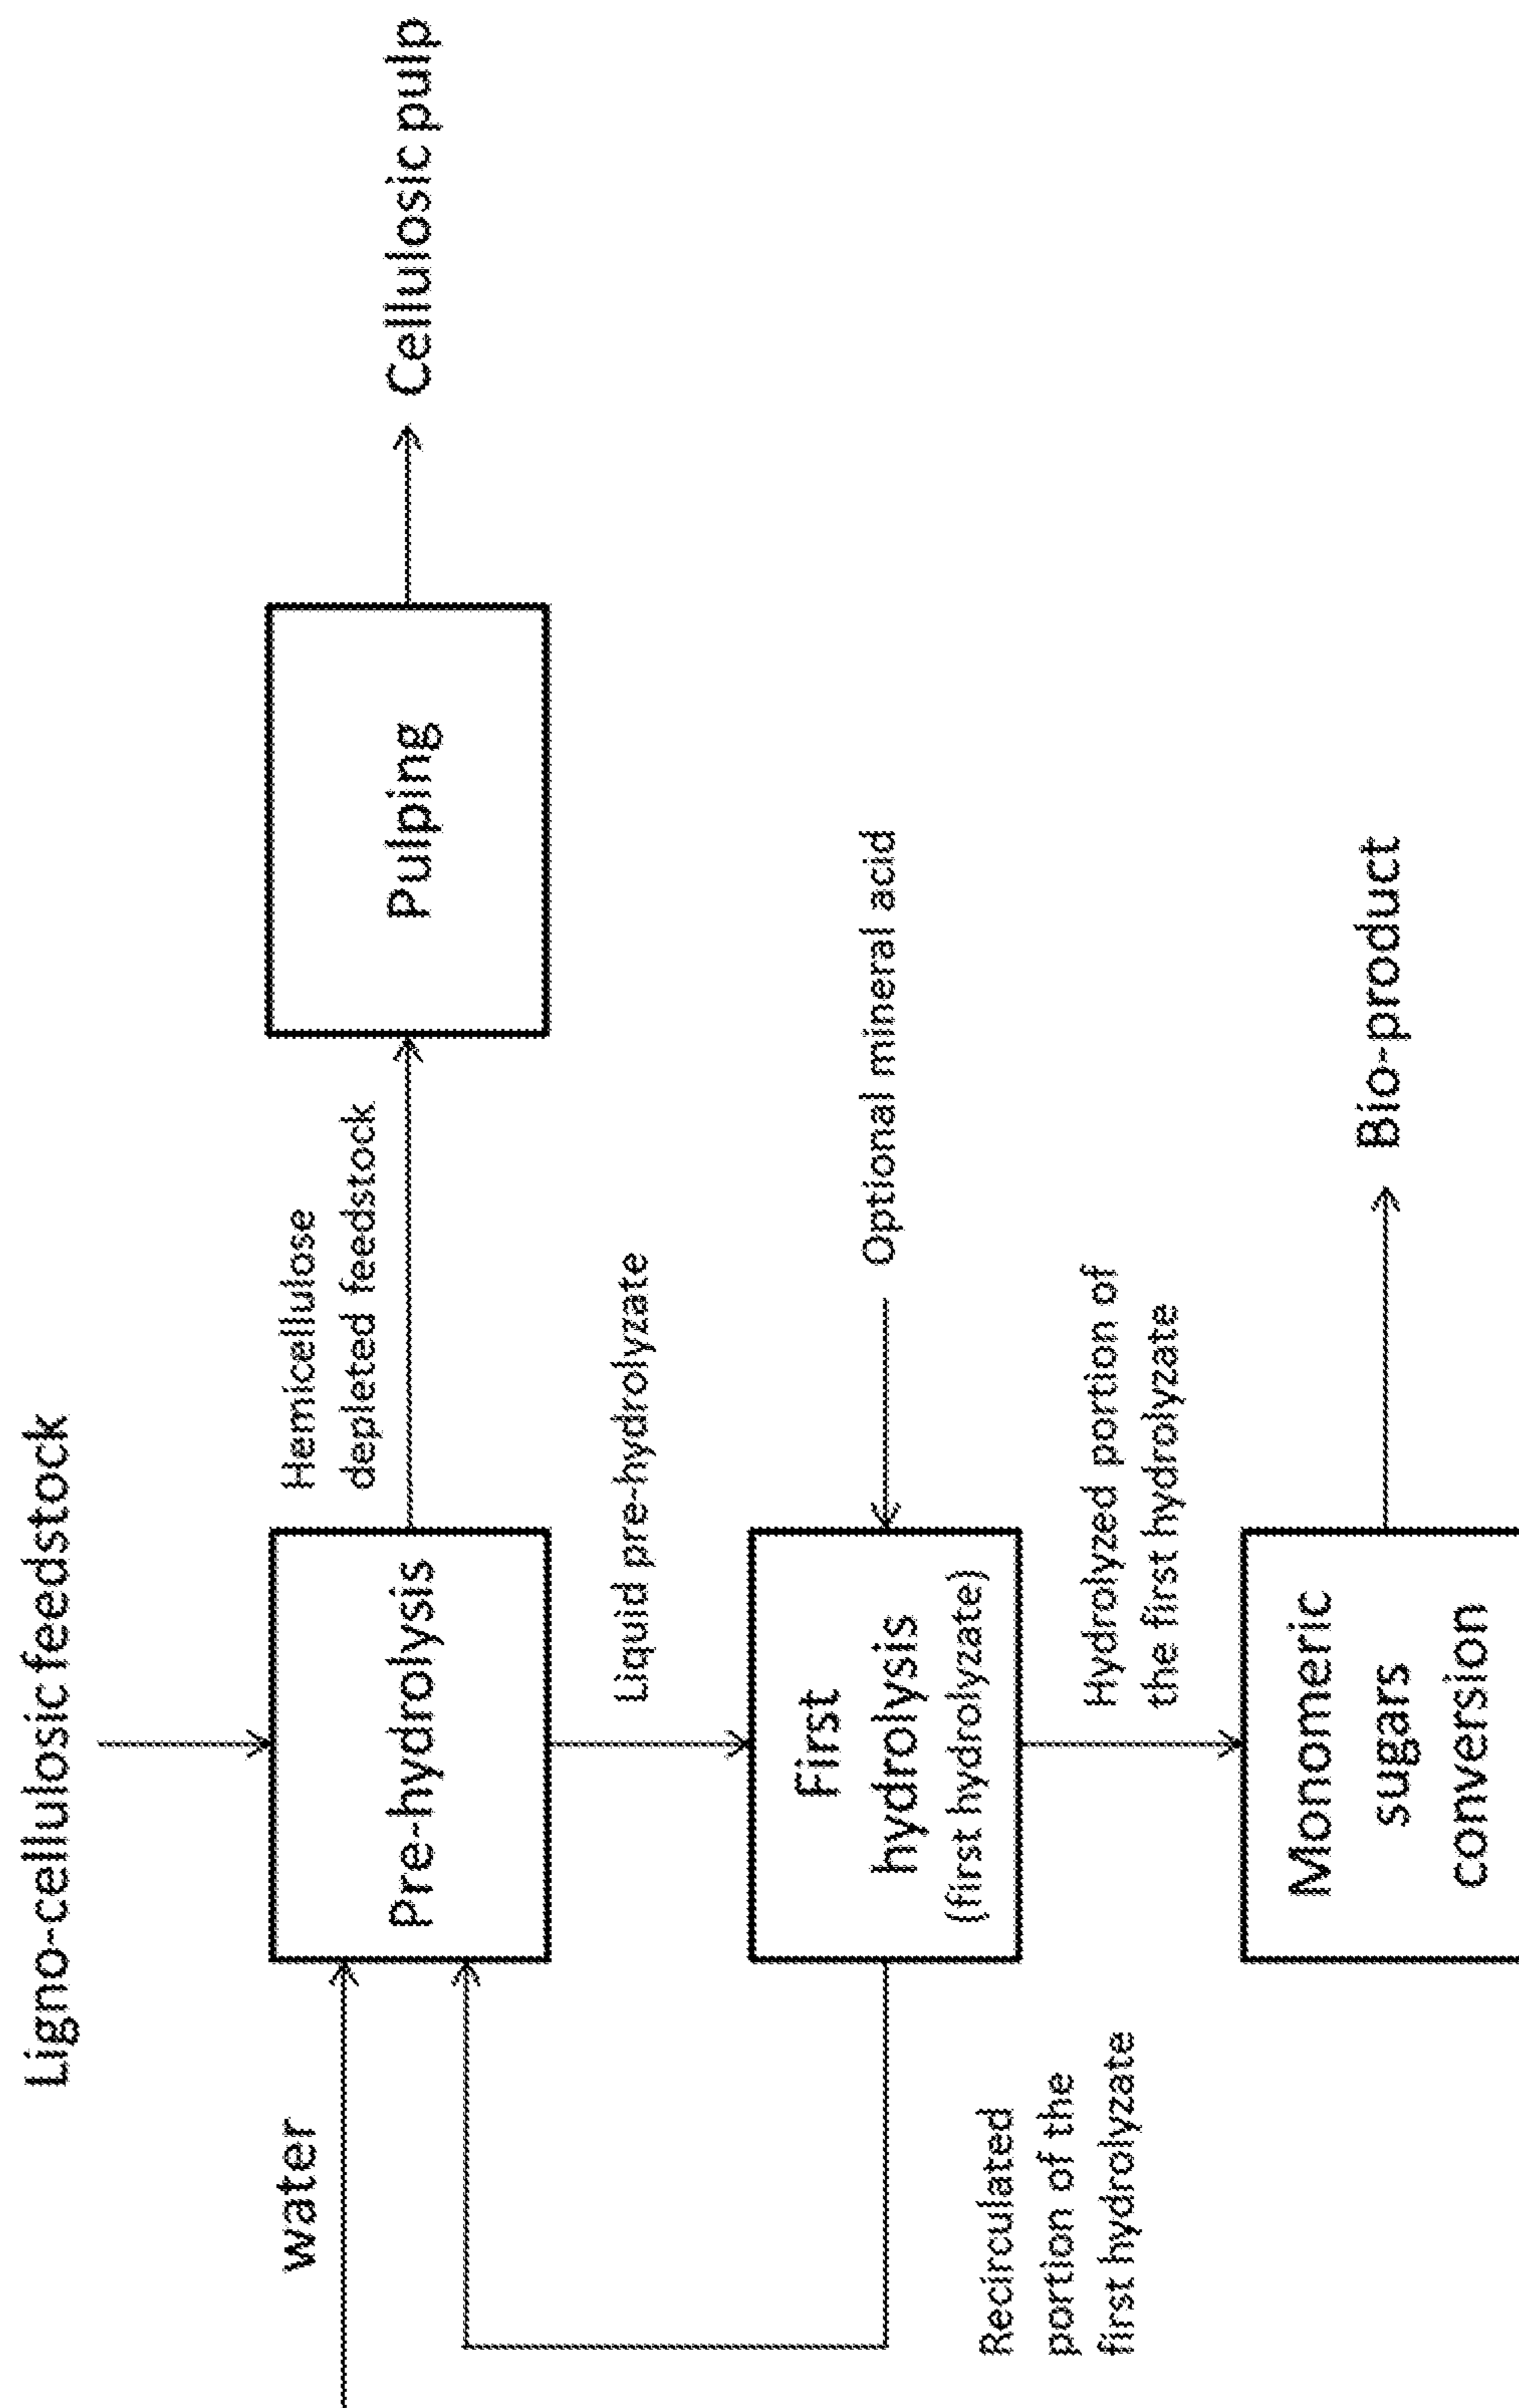 Ligno-cellulosic feedstock
water
Pre-hydrolysis
Hemicellulose
depleted feedstock
Pulping
Cellulosic pulp
Liquid pre-hydrolyzate
First
hydrolysis
(first hydrolyzate)
Optional mineral acid
Recirculated
portion of the
first hydrolyzate
Hydrolyzed portion of
the first hydrolyzate
Monomeric
sugars
conversion
Bio-product